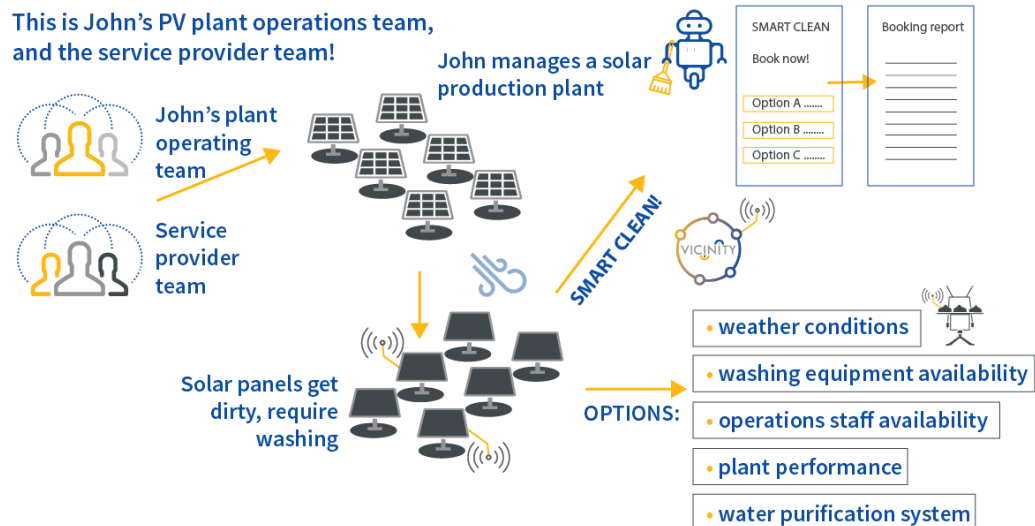 This is John’s PV plant operations team,
and the service provider team!
John’s plant
operating
team
Service
provider
team
John manages a solar
production plant
SMART CLEAN
Book now!
Option A .......
Option B ........
Option C ........
Booking report
SMART CLEAN!
VICINITY
Solar panels get
dirty, require
washing
OPTIONS:
• weather conditions
• washing equipment availability
• operations staff availability
• plant performance
• water purification system